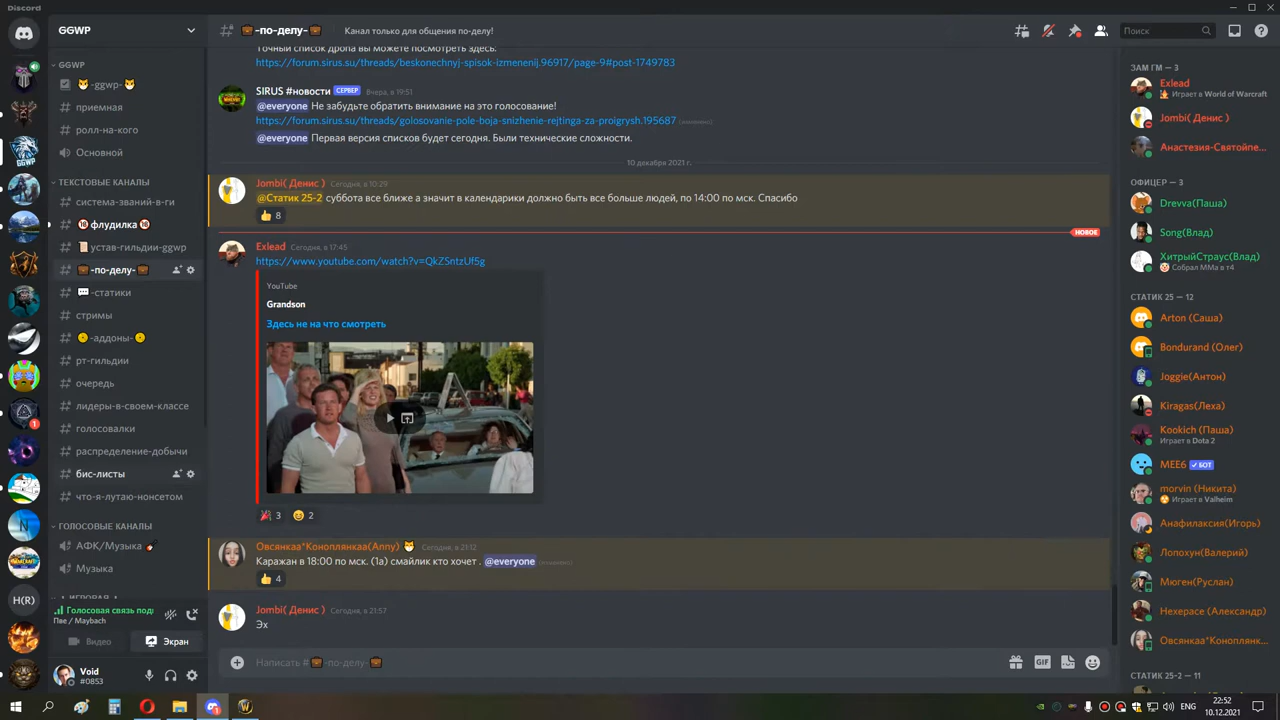 Discord
GGWP
-по-делу-
Канал только для общения по-делу!
Поиск
GGWP
-ggwp-
приемная
ролл-на-кого
Основной
ТЕКСТОВЫЕ КАНАЛЫ
система-званий-в-ги
флудилка
устав-гильдии-ggwp
-по-делу-
-статики
стримы
-аддоны-
рт-гильдии
очередь
лидеры-в-своем-классе
голосовалки
распределение-добычи
бис-листы
что-я-лутаю-нонсетом
ГОЛОСОВЫЕ КАНАЛЫ
АФК/Музыка
Музыка
H(R)
1
Голосовая связь поди
Пве / Maybach
Видео
Экран
Void
#0853
Точный список дропа вы можете посмотреть здесь:
https://forum.sirus.su/threads/beskonechnyj-spisok-izmenenij.96917/page-9#post-1749783
SIRUS #новости СЕРВЕР Вчера, в 19:51
@everyone Не забудьте обратить внимание на это голосование!
https://forum.sirus.su/threads/golosovanie-pole-boja-snizhenie-rejtinga-za-proigrysh.195687 (изменено)
@everyone Первая версия списков будет сегодня. Были технические сложности.
10 декабря 2021 г.
Jombi( Денис ) Сегодня, в 10:29
@Статик 25-2 суббота все ближе а значит в календарики должно быть все больше людей, по 14:00 по мск. Спасибо
8
НОВОЕ
Exlead Сегодня, в 17:45
https://www.youtube.com/watch?v=QkZSntzUf5g
YouTube
Grandson
Здесь не на что смотреть
3 2
Овсянкаа*Коноплянкаа(Anny) Сегодня, в 21:12
Каражан в 18:00 по мск. (1а) смайлик кто хочет . @everyone (изменено)
4
Jombi( Денис ) Сегодня, в 21:57
Эх
Написать #-по-делу-
GIF
ЗАМ ГМ — 3
Exlead
Играет в World of Warcraft
Jombi( Денис )
Анастезия-Святойпе...
ОФИЦЕР — 3
Drevva(Паша)
Song(Влад)
ХитрыйСтраус(Влад)
Собрал ММа в т4
СТАТИК 25 — 12
Arton (Саша)
Bondurand (Олег)
Joggie(Антон)
Kiragas(Леха)
Kookich (Паша)
Играет в Dota 2
MEE6 БОТ
morvin (Никита)
Играет в Valheim
Анафилаксия(Игорь)
Лопохун(Валерий)
Мюген(Руслан)
Нехерасе (Александр)
Овсянкаа*Коноплянк...
СТАТИК 25-2 — 11
ENG
22:52
10.12.2021